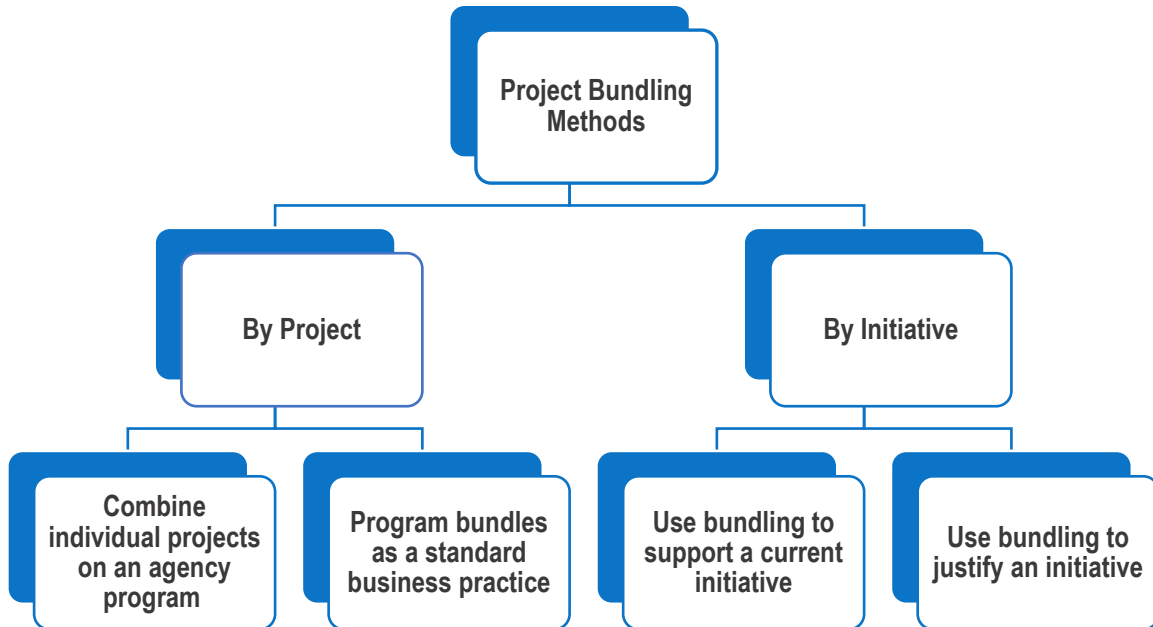 Project Bundling
Methods
By Project
By Initiative
Combine
individual projects
on an agency
program
Program bundles
as a standard
business practice
Use bundling to
support a current
initiative
Use bundling to
justify an initiative